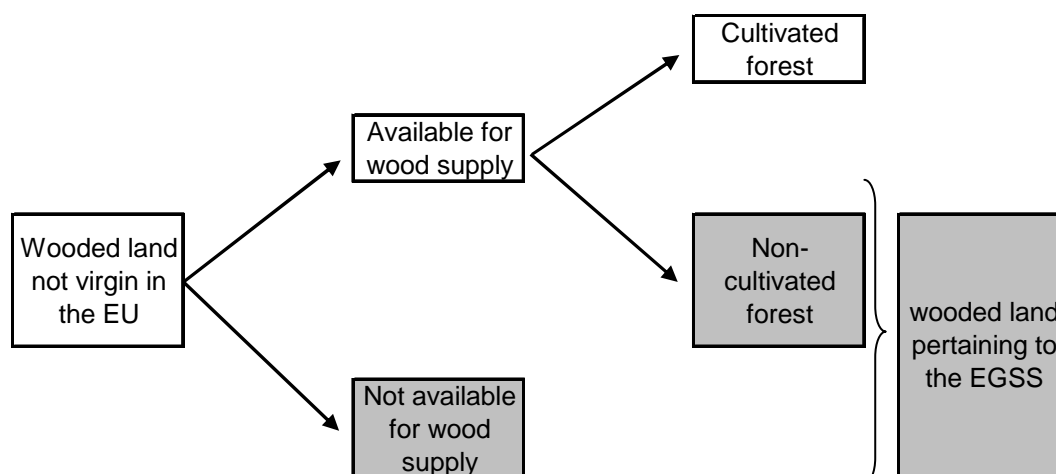 Cultivated
forest
Available for
wood supply
Wooded land
not virgin in
the EU
Non-
cultivated
forest
wooded land
pertaining to
the EGSS
Not available
for wood
supply